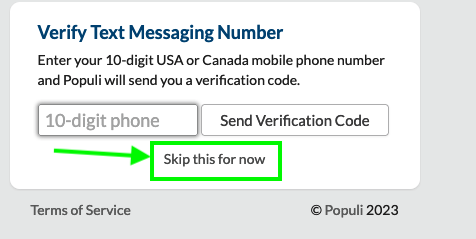 Verify Text Messaging Number
Enter your 10-digit USA or Canada mobile phone number
and Populi will send you a verification code.
10-digit phone
Send Verification Code
Skip this for now
Terms of Service
© Populi 2023